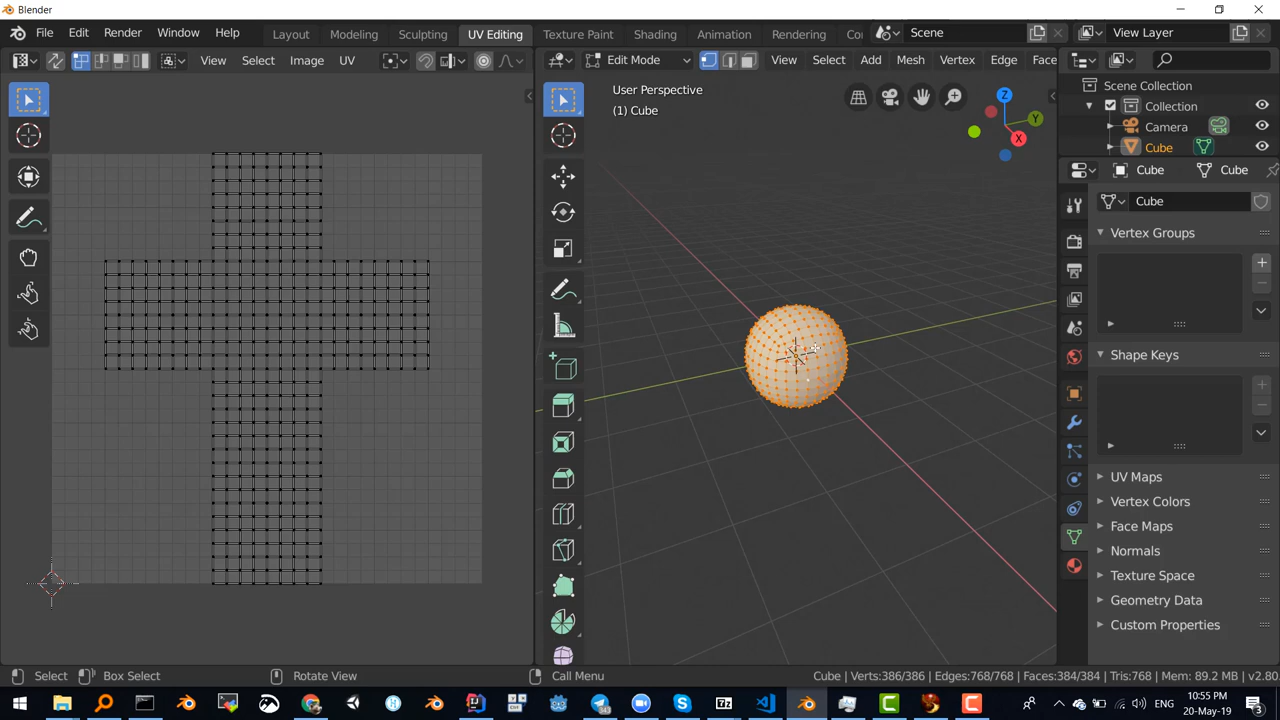 Blender
File Edit Render Window Help Layout Modeling Sculpting UV Editing Texture Paint Shading Animation Rendering Co Scene View Layer
View Select Image UV Edit Mode View Select Add Mesh Vertex Edge Face
User Perspective
(1) Cube
Z
Y
X
Scene Collection
Collection
Camera
Cube
Cube Cube
Cube
Vertex Groups
Shape Keys
UV Maps
Vertex Colors
Face Maps
Normals
Texture Space
Geometry Data
Custom Properties
Select Box Select Rotate View Call Menu Cube | Verts:386/386 | Edges:768/768 | Faces:384/384 | Tris:768 | Mem: 89.2 MB | v2.80
10:55 PM
20-May-19